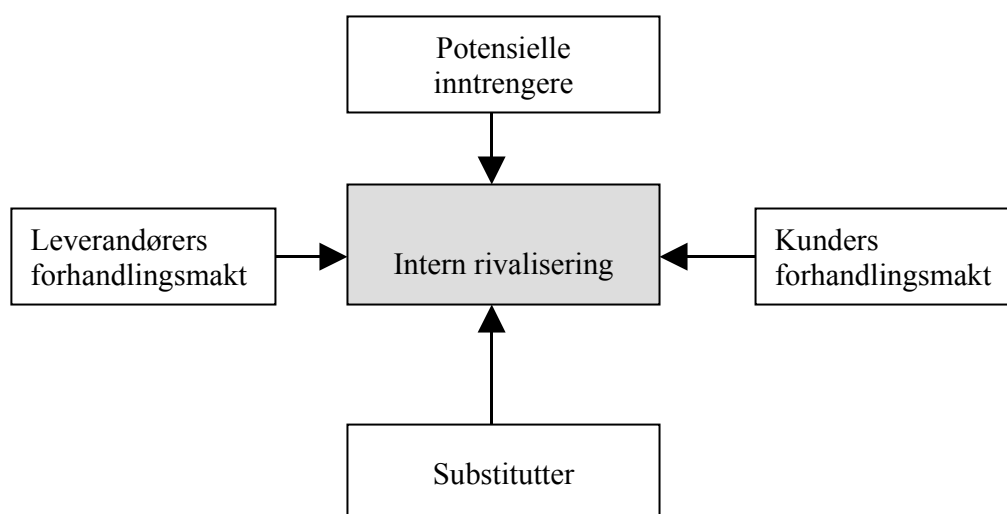 Potensielle
inntrengere
Leverandørers
forhandlingsmakt
Intern rivalisering
Kunders
forhandlingsmakt
Substitutter